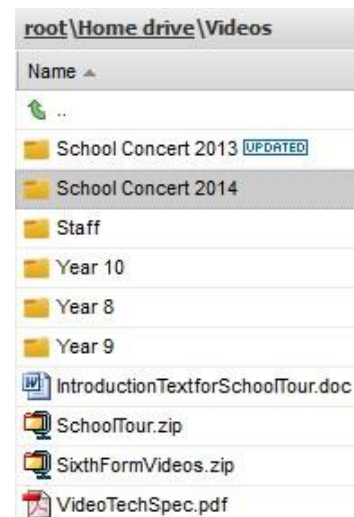 root\Home drive\Videos
Name
..
School Concert 2013 UPDATED
School Concert 2014
Staff
Year 10
Year 8
Year 9
IntroductionTextforSchoolTour.doc
SchoolTour.zip
SixthFormVideos.zip
VideoTechSpec.pdf